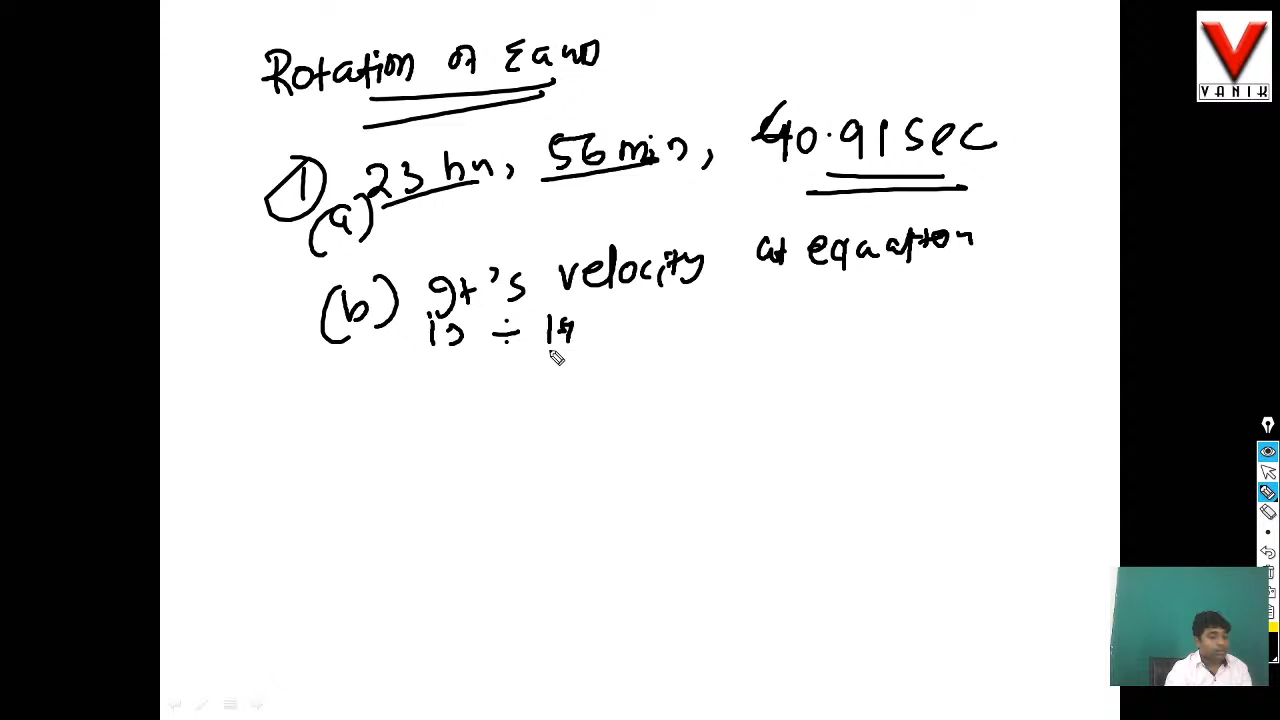 Rotation of Earth
VANIK
1
(a) 23 hr, 56 min, 40.91 sec
(b) It's velocity at equator
is ÷ 14